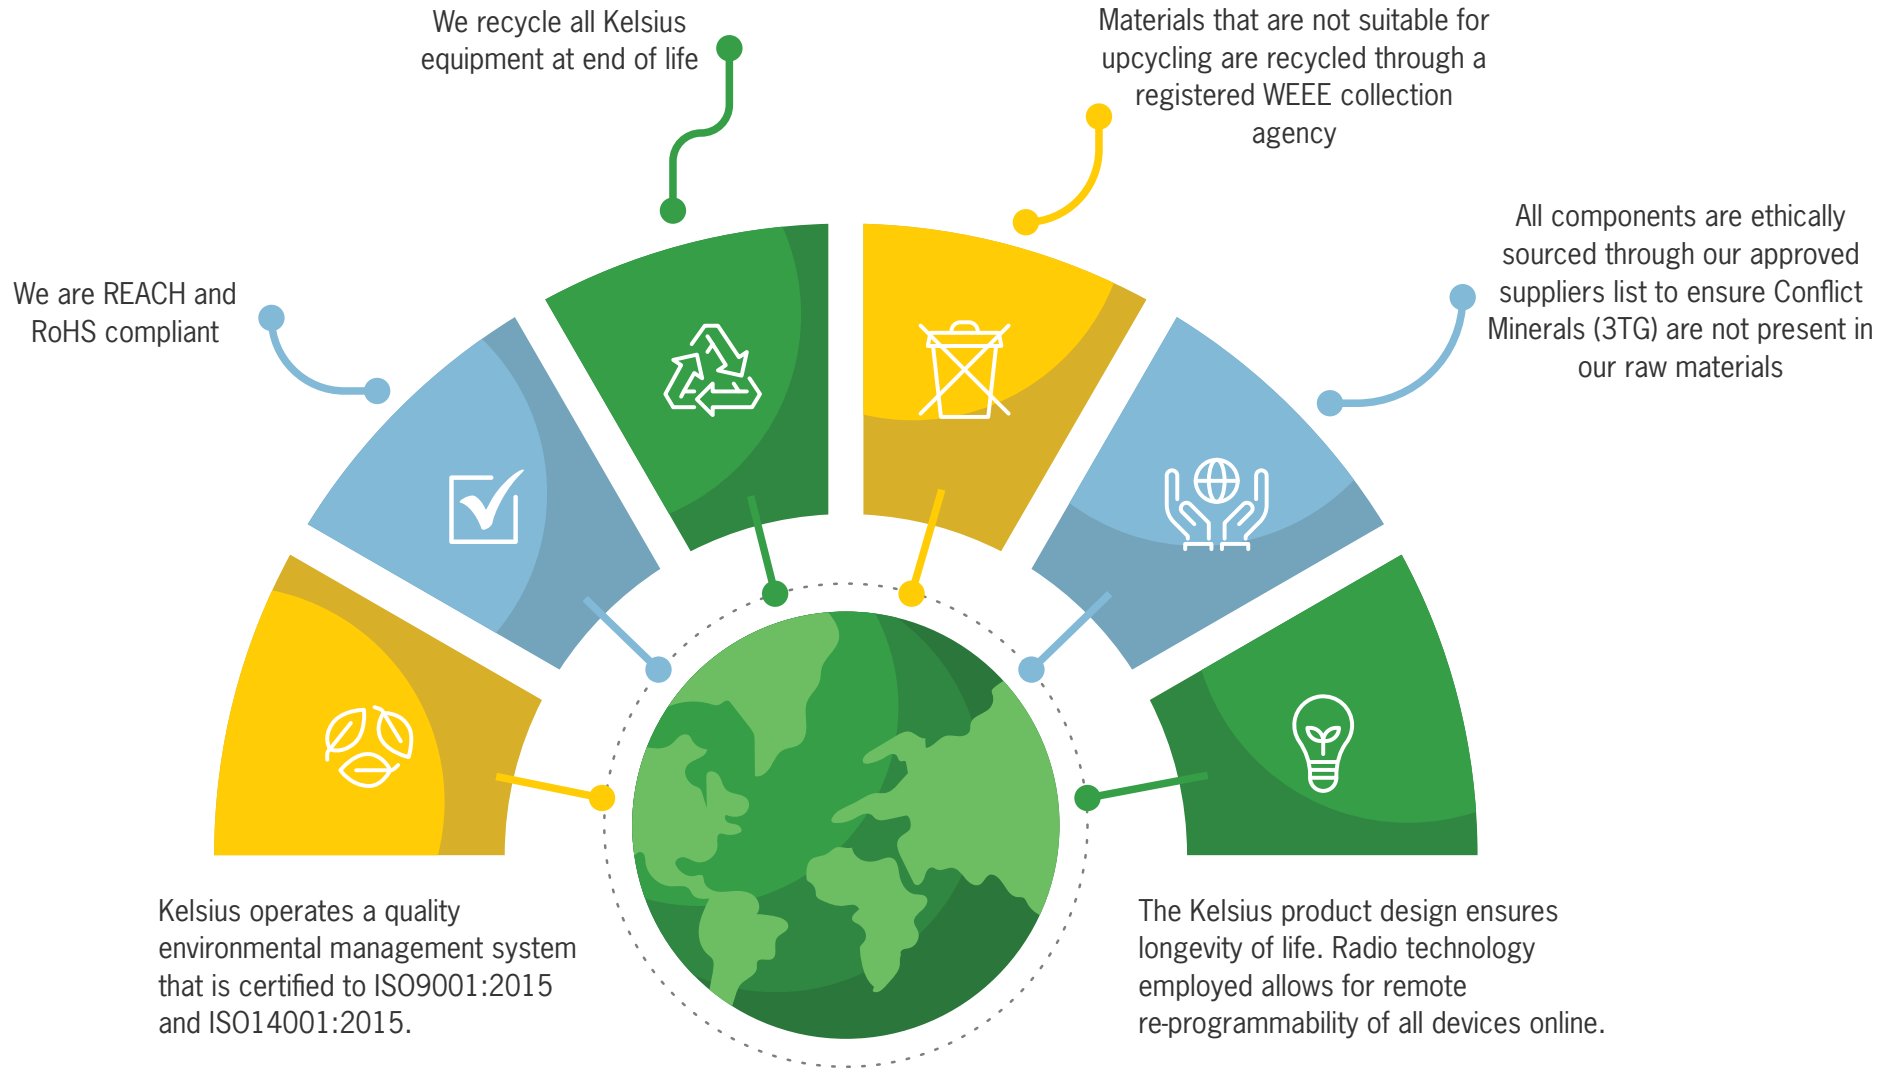 We recycle all Kelsius
equipment at end of life
Materials that are not suitable for
upcycling are recycled through a
registered WEEE collection
agency
All components are ethically
sourced through our approved
suppliers list to ensure Conflict
Minerals (3TG) are not present in
our raw materials
We are REACH and
RoHS compliant
Kelsius operates a quality
environmental management system
that is certified to ISO9001:2015
and ISO14001:2015.
The Kelsius product design ensures
longevity of life. Radio technology
employed allows for remote
re-programmability of all devices online.